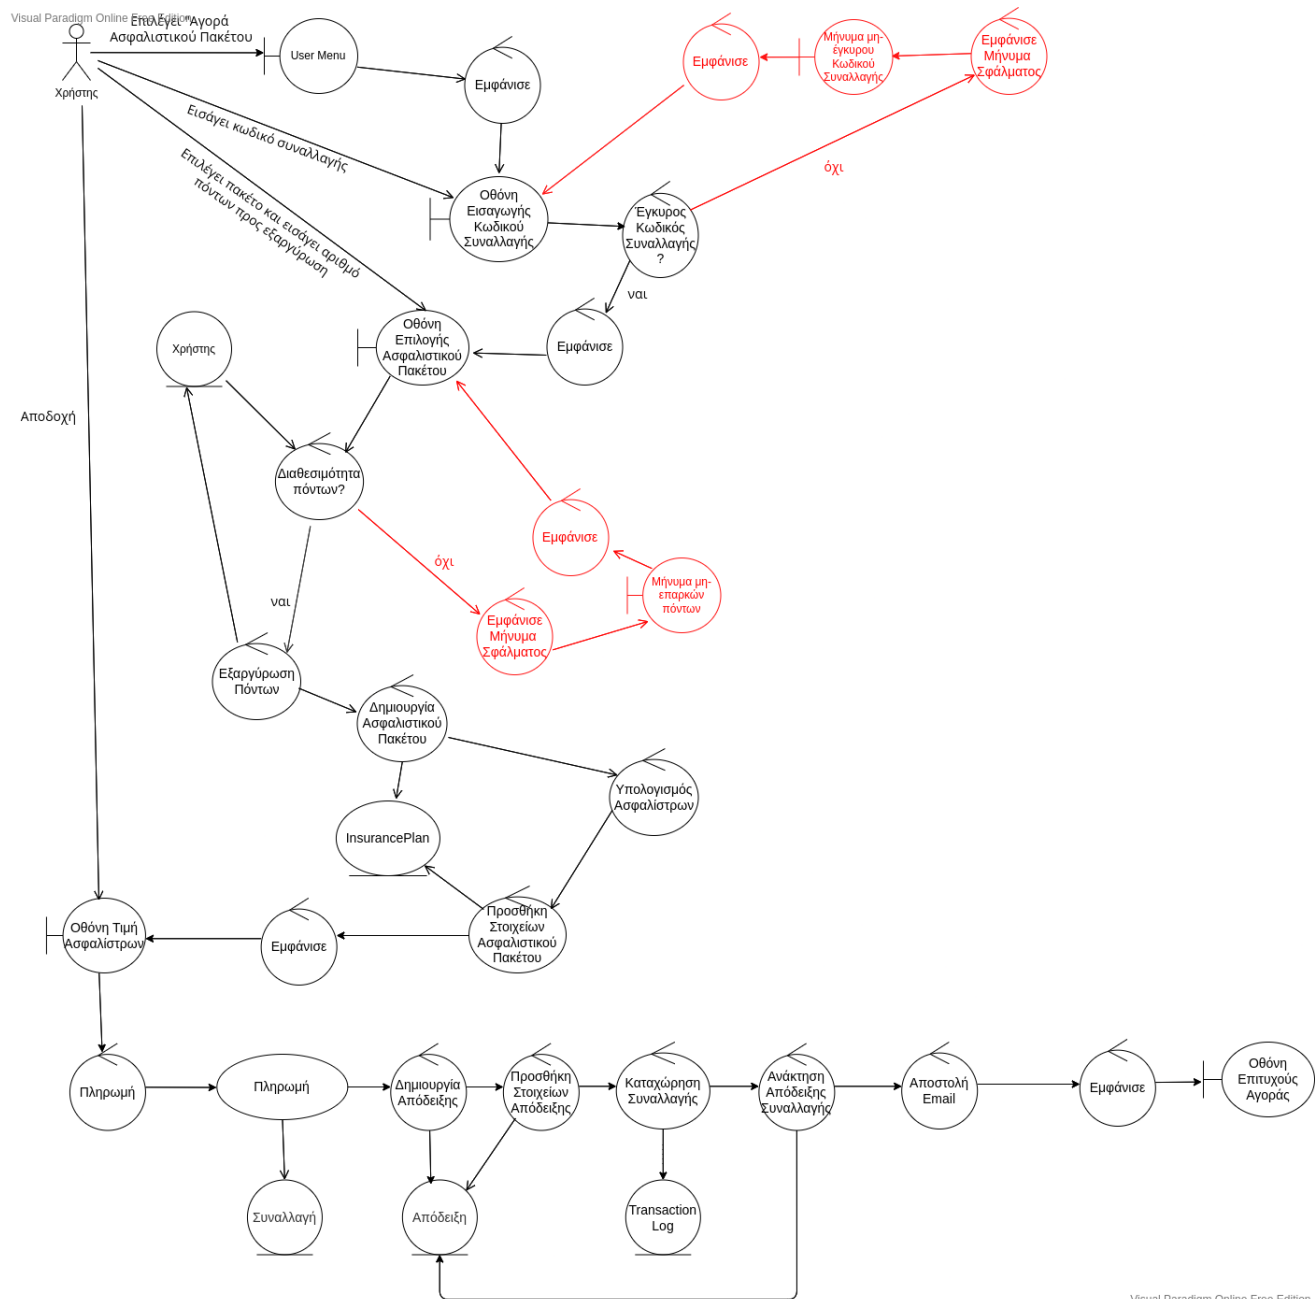 Visual Paradigm Online Free Edition
Επιλέγει "Αγορά
Ασφαλιστικού Πακέτου
Χρήστης
User Menu
Εμφάνισε
Εμφάνισε
Μήνυμα μη-
έγκυρου
Κωδικού
Συναλλαγής
Εμφάνισε
Μήνυμα
Σφάλματος
Εισάγει κωδικό συναλλαγής
Επιλέγει πακέτο και εισάγει αριθμό
πόντων προς εξαργύρωση
όχι
Οθόνη
Εισαγωγής
Κωδικού
Συναλλαγής
Έγκυρος
Κωδικός
Συναλλαγής
?
ναι
Χρήστης
Οθόνη
Επιλογής
Ασφαλιστικού
Πακέτου
Εμφάνισε
Αποδοχή
Διαθεσιμότητα
πόντων?
όχι
Εμφάνισε
Μήνυμα μη-
επαρκών
πόντων
ναι
Εμφάνισε
Μήνυμα
Σφάλματος
Εξαργύρωση
Πόντων
Δημιουργία
Ασφαλιστικού
Πακέτου
Υπολογισμός
Ασφαλίστρων
InsurancePlan
Οθόνη Τιμή
Ασφαλίστρων
Εμφάνισε
Προσθήκη
Στοιχείων
Ασφαλιστικού
Πακέτου
Πληρωμή
Πληρωμή
Δημιουργία
Απόδειξης
Προσθήκη
Στοιχείων
Απόδειξης
Καταχώρηση
Συναλλαγής
Ανάκτηση
Απόδειξης
Συναλλαγής
Αποστολή
Email
Εμφάνισε
Οθόνη
Επιτυχούς
Αγοράς
Συναλλαγή
Απόδειξη
Transaction
Log
Visual Paradigm Online Free Edition